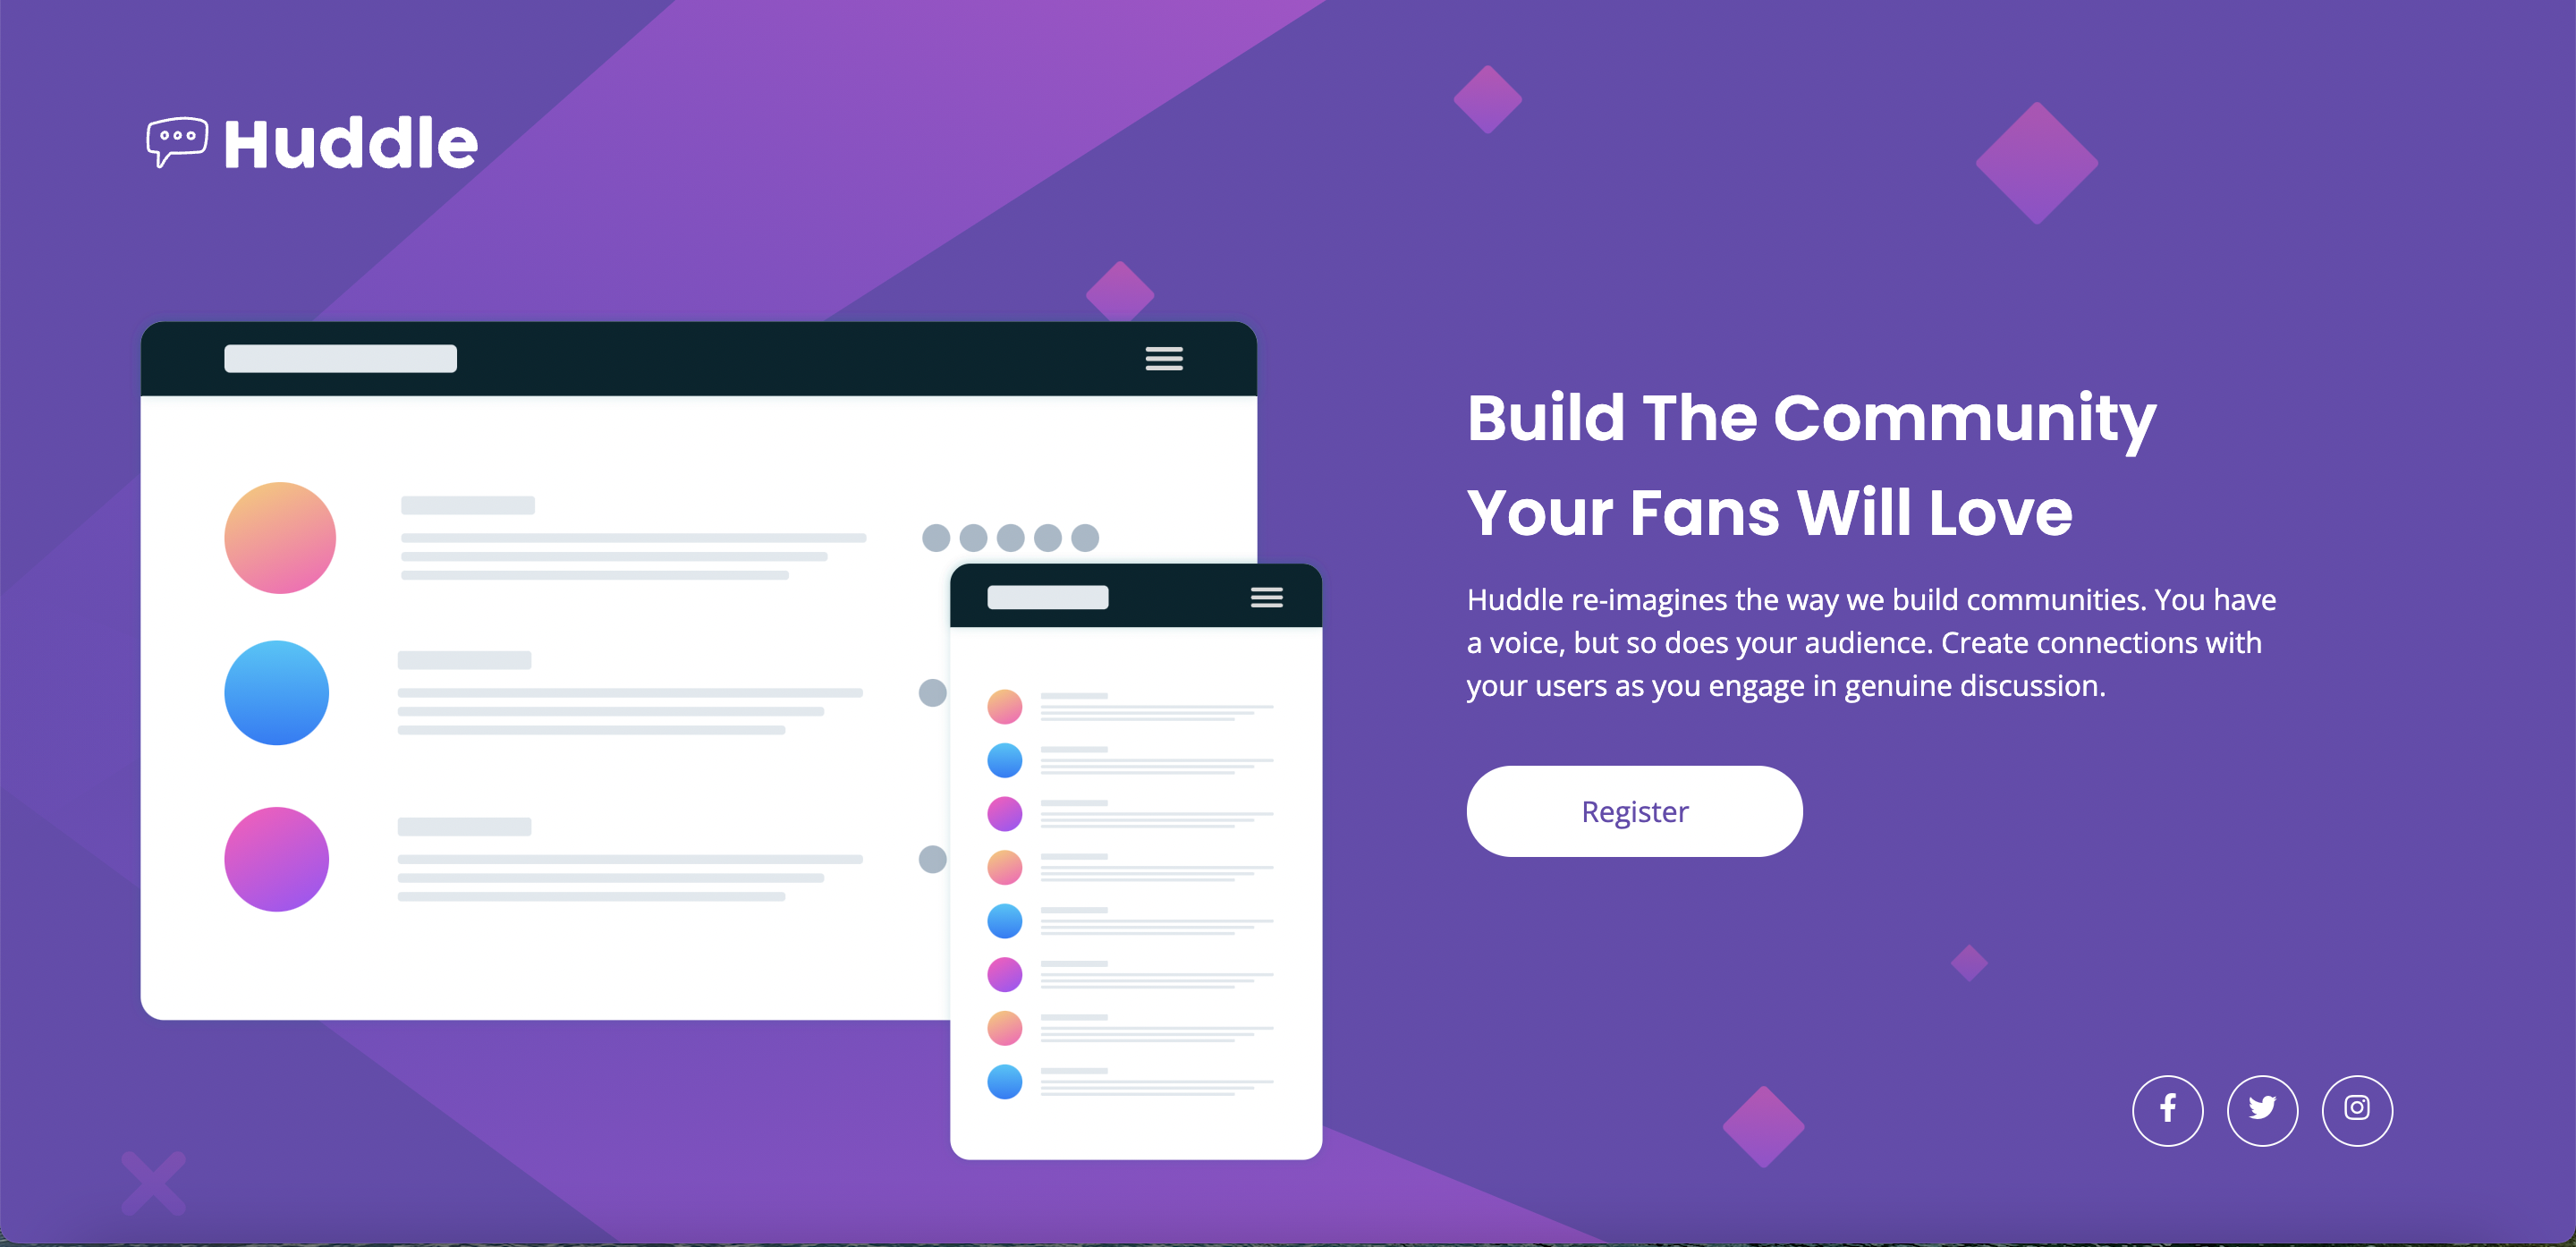 Huddle
Build The Community
Your Fans Will Love
Huddle re-imagines the way we build communities. You have
a voice, but so does your audience. Create connections with
your users as you engage in genuine discussion.
Register